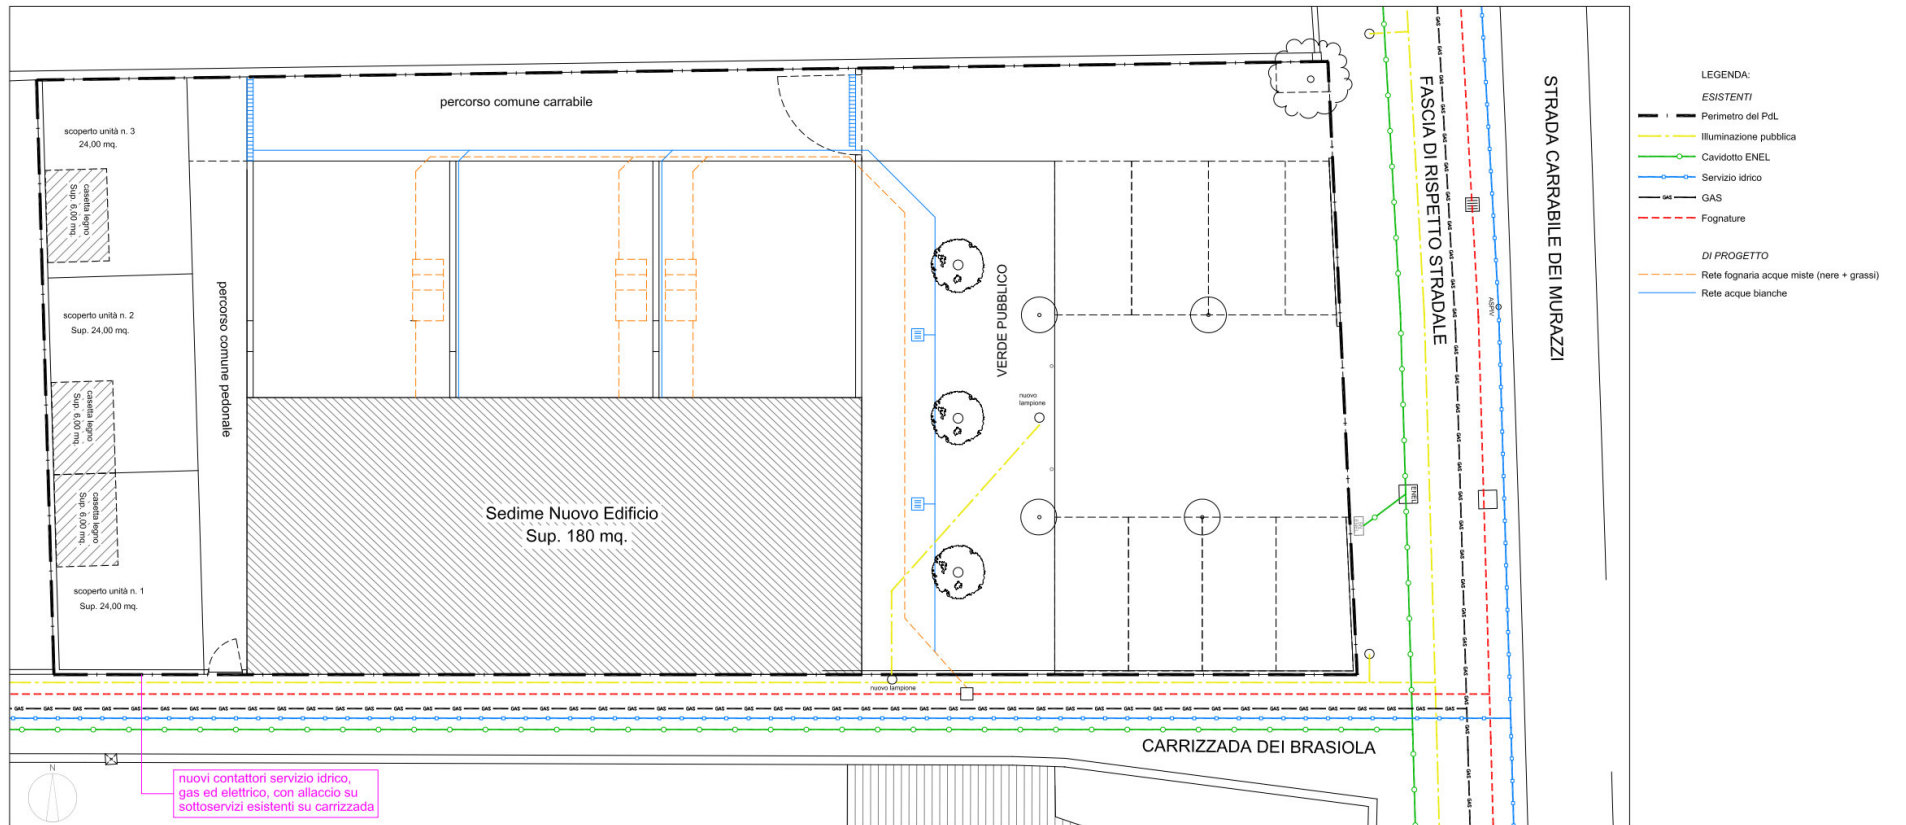 percorso comune carrabile
scoperto unità n. 3
24,00 mq.
casetta legno
Sup. 6,00 mq.
scoperto unità n. 2
Sup. 24,00 mq.
casetta legno
Sup. 6,00 mq.
casetta legno
Sup. 6,00 mq.
scoperto unità n. 1
Sup. 24,00 mq.
percorso comune pedonale
Sedime Nuovo Edificio
Sup. 180 mq.
VERDE PUBBLICO
nuovo
lampione
nuovo lampione
FASCIA DI RISPETTO STRADALE
STRADA CARRABILE DEI MURAZZI
ASPIV
ENEL
GAS
CARRIZZADA DEI BRASIOLA
N
nuovi contattori servizio idrico,
gas ed elettrico, con allaccio su
sottoservizi esistenti su carrizzada
LEGENDA:
ESISTENTI
Perimetro del PdL
Illuminazione pubblica
Cavidotto ENEL
Servizio idrico
GAS
Fognature
DI PROGETTO
Rete fognaria acque miste (nere + grassi)
Rete acque bianche